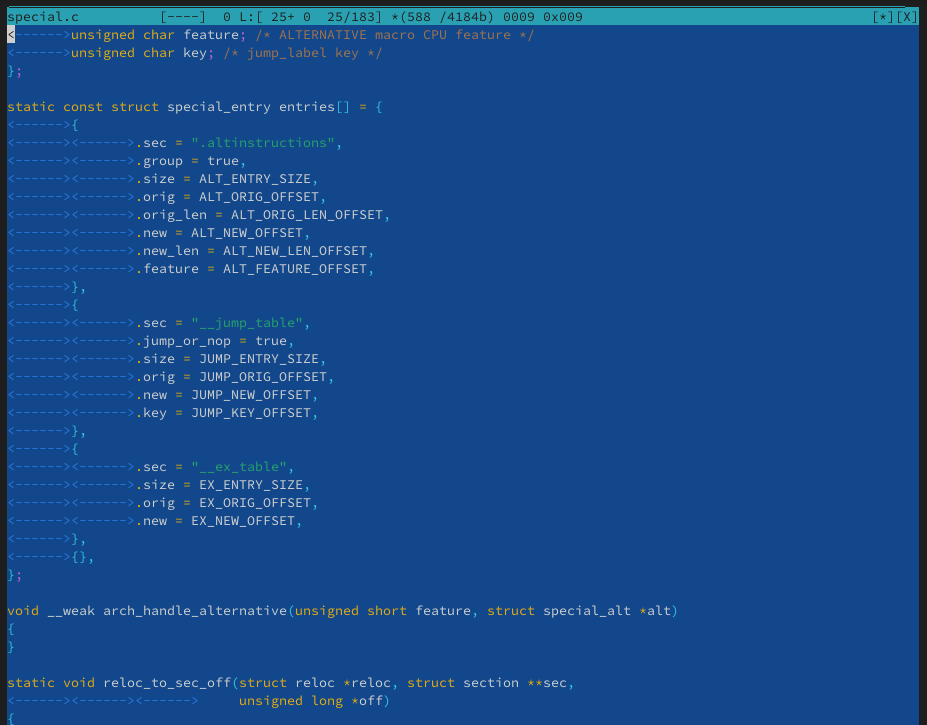 special.c [----] 0 L:[ 25+ 0 25/183] *(588 /4184b) 0009 0x009 [*][X]
<------>unsigned char feature; /* ALTERNATIVE macro CPU feature */
<------>unsigned char key; /* jump_label key */
};
static const struct special_entry entries[] = {
<------>{
<------><------>.sec = ".altinstructions",
<------><------>.group = true,
<------><------>.size = ALT_ENTRY_SIZE,
<------><------>.orig = ALT_ORIG_OFFSET,
<------><------>.orig_len = ALT_ORIG_LEN_OFFSET,
<------><------>.new = ALT_NEW_OFFSET,
<------><------>.new_len = ALT_NEW_LEN_OFFSET,
<------><------>.feature = ALT_FEATURE_OFFSET,
<------>},
<------>{
<------><------>.sec = "__jump_table",
<------><------>.jump_or_nop = true,
<------><------>.size = JUMP_ENTRY_SIZE,
<------><------>.orig = JUMP_ORIG_OFFSET,
<------><------>.new = JUMP_NEW_OFFSET,
<------><------>.key = JUMP_KEY_OFFSET,
<------>},
<------>{
<------><------>.sec = "__ex_table",
<------><------>.size = EX_ENTRY_SIZE,
<------><------>.orig = EX_ORIG_OFFSET,
<------><------>.new = EX_NEW_OFFSET,
<------>},
<------>{},
};
void __weak arch_handle_alternative(unsigned short feature, struct special_alt *alt)
{
}
static void reloc_to_sec_off(struct reloc *reloc, struct section **sec,
<------><------><------>     unsigned long *off)
{